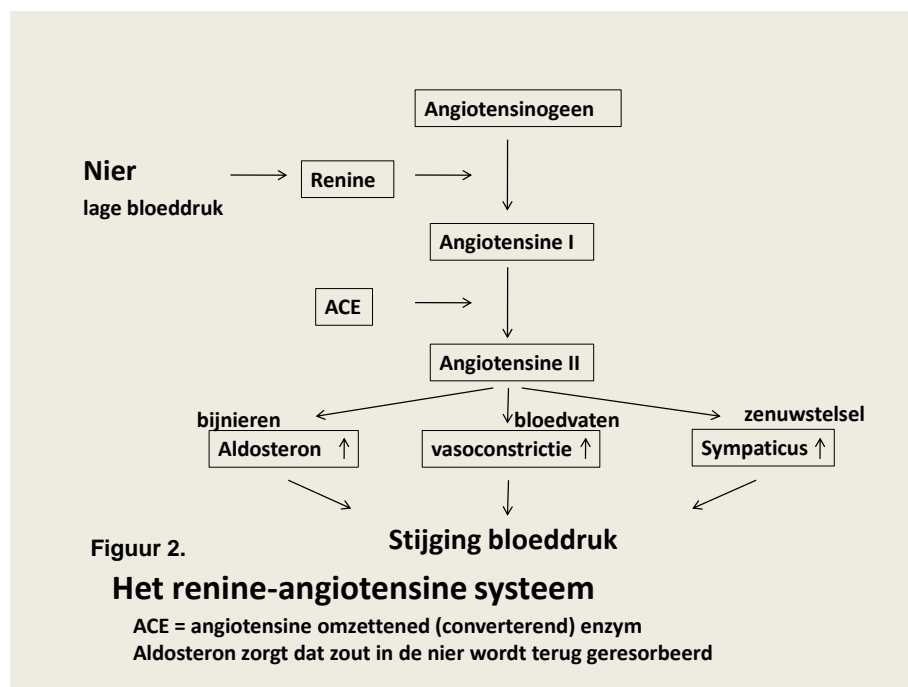 Angiotensinogeen
Nier
Renine
lage bloeddruk
Angiotensine I
ACE
Angiotensine II
bijnieren
bloedvaten
zenuwstelsel
Aldosteron ↑
vasoconstrictie ↑
Sympaticus ↑
Stijging bloeddruk
Figuur 2.
Het renine-angiotensine systeem
ACE = angiotensine omzettened (converterend) enzym
Aldosteron zorgt dat zout in de nier wordt terug geresorbeerd